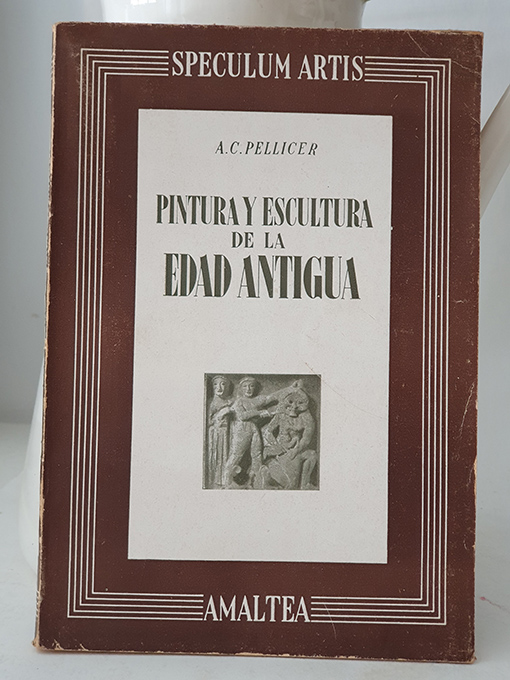 SPECULUM ARTIS
A.C. PELLICER
PINTURA Y ESCULTURA
DE LA
EDAD ANTIGUA
AMALTEA